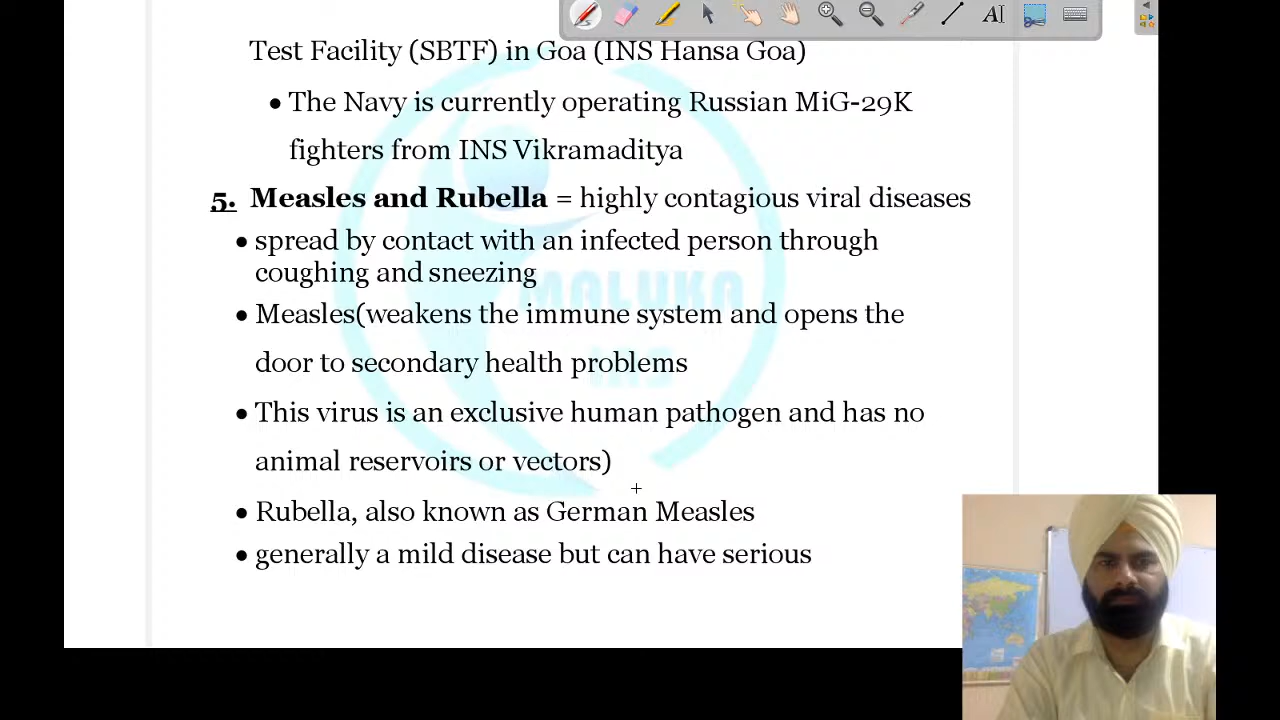 Test Facility (SBTF) in Goa (INS Hansa Goa)
• The Navy is currently operating Russian MiG-29K
fighters from INS Vikramaditya
5. Measles and Rubella = highly contagious viral diseases
• spread by contact with an infected person through
coughing and sneezing
• Measles(weakens the immune system and opens the
door to secondary health problems
• This virus is an exclusive human pathogen and has no
animal reservoirs or vectors)
• Rubella, also known as German Measles
• generally a mild disease but can have serious
MALUKA
IAS